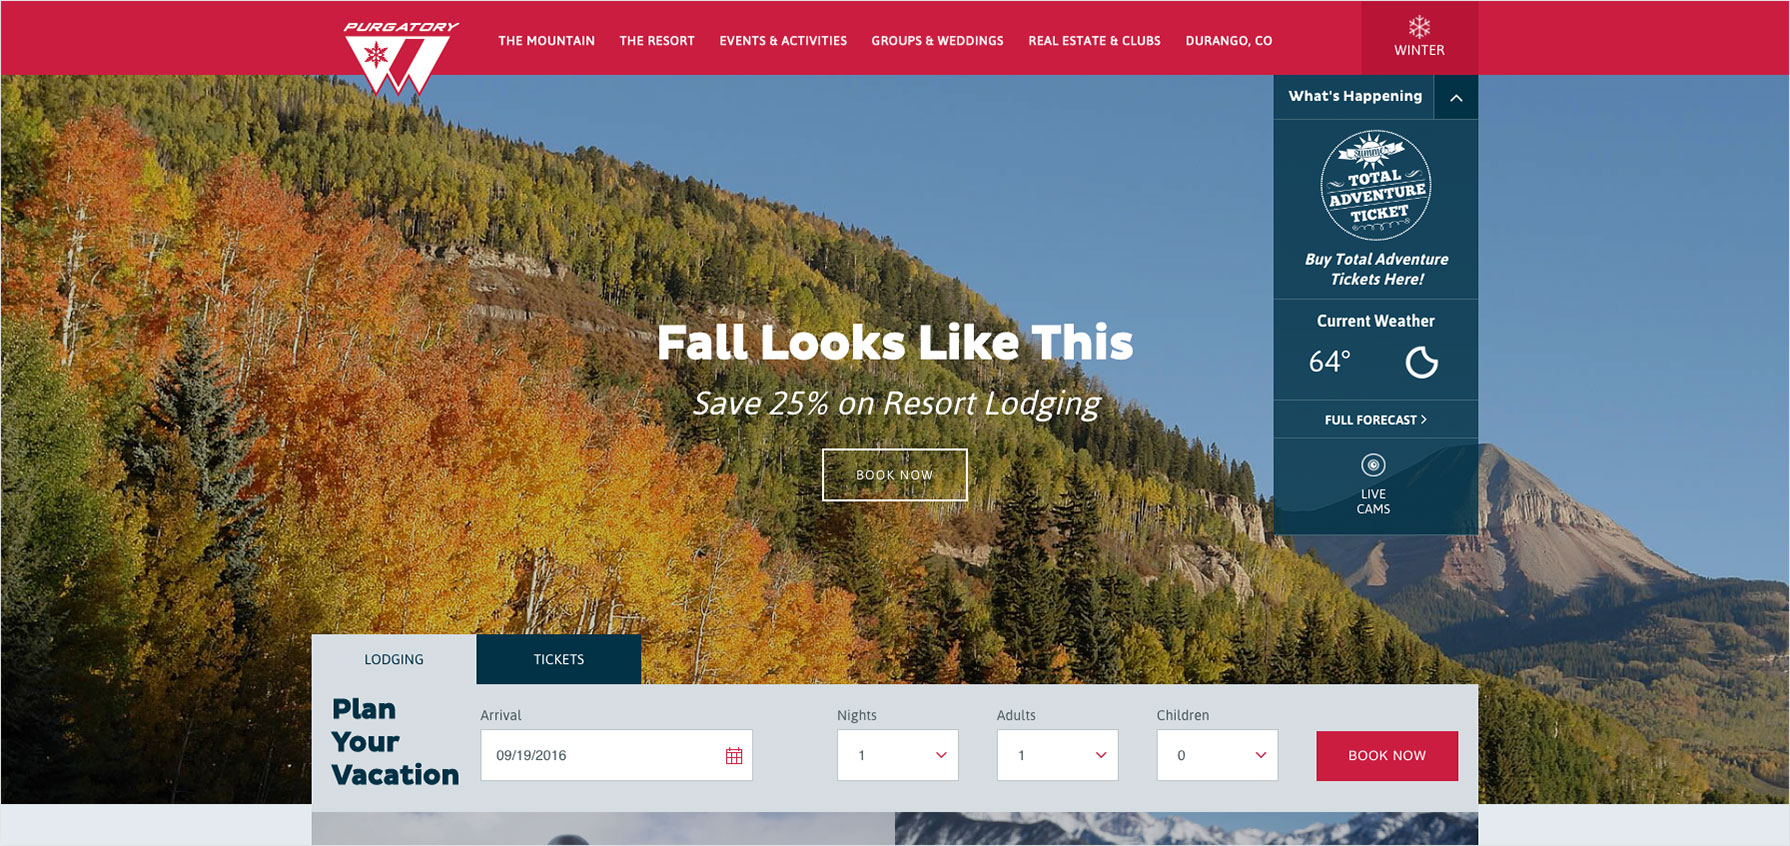 PURGATORY
THE MOUNTAIN
THE RESORT
EVENTS & ACTIVITIES
GROUPS & WEDDINGS
REAL ESTATE & CLUBS
DURANGO, CO
WINTER
What's Happening
Summer
TOTAL
ADVENTURE
TICKET
Buy Total Adventure
Tickets Here!
Current Weather
64°
FULL FORECAST >
LIVE
CAMS
Fall Looks Like This
Save 25% on Resort Lodging
BOOK NOW
LODGING
TICKETS
Plan
Your
Vacation
Arrival
09/19/2016
Nights
1
Adults
1
Children
0
BOOK NOW